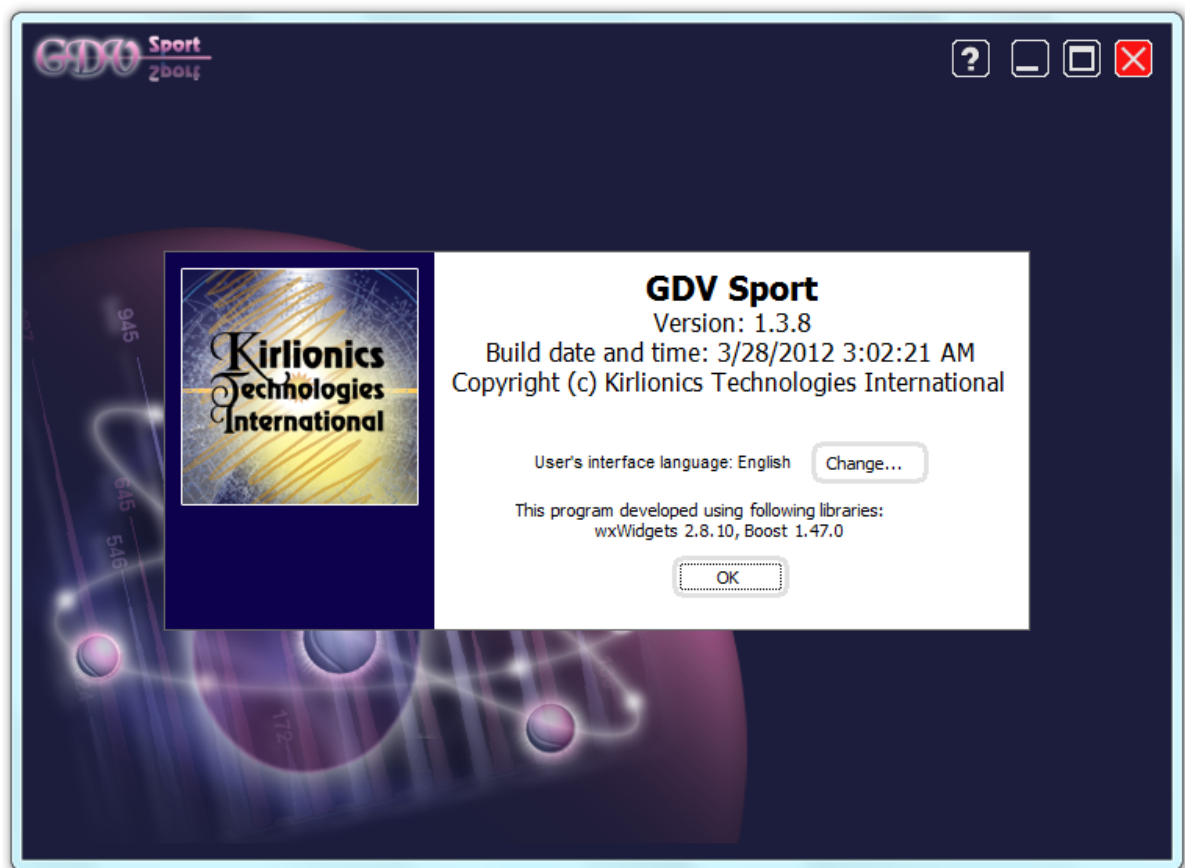 GDV Sport
?
GDV Sport
Version: 1.3.8
Build date and time: 3/28/2012 3:02:21 AM
Copyright (c) Kirlionics Technologies International
Kirlionics
Technologies
International
User's interface language: English Change...
This program developed using following libraries:
wxWidgets 2.8.10, Boost 1.47.0
OK
945
645
546
172